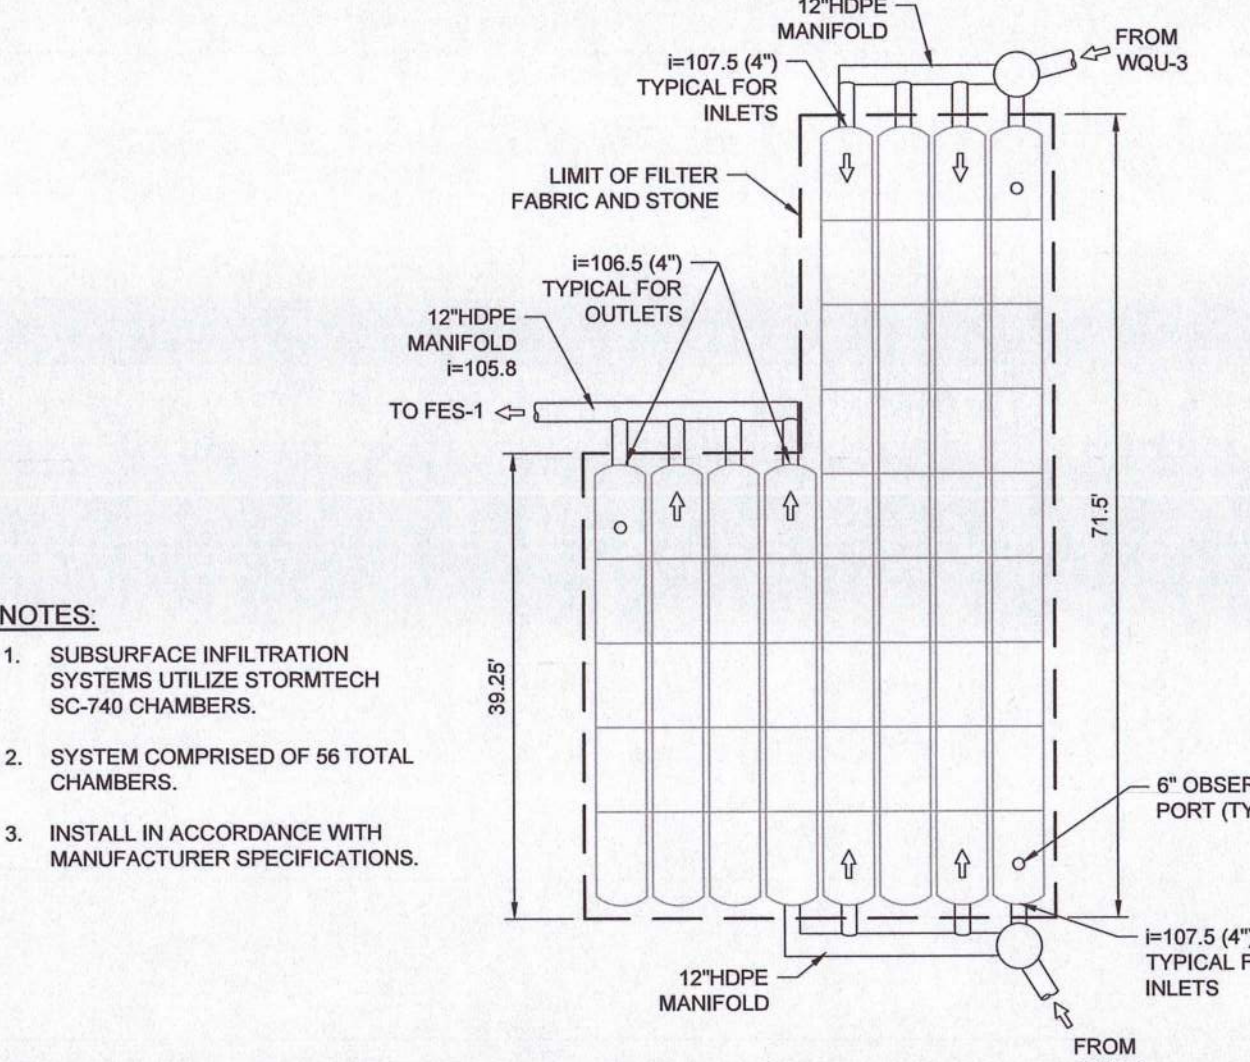 12"HDPE
MANIFOLD
FROM
WQU-3
i=107.5 (4")
TYPICAL FOR
INLETS
LIMIT OF FILTER
FABRIC AND STONE
i=106.5 (4")
TYPICAL FOR
OUTLETS
12"HDPE
MANIFOLD
i=105.8
TO FES-1
71.5'
39.25'
NOTES:
1. SUBSURFACE INFILTRATION
SYSTEMS UTILIZE STORMTECH
SC-740 CHAMBERS.
2. SYSTEM COMPRISED OF 56 TOTAL
CHAMBERS.
3. INSTALL IN ACCORDANCE WITH
MANUFACTURER SPECIFICATIONS.
6" OBSER
PORT (TY
i=107.5 (4")
TYPICAL F
INLETS
12"HDPE
MANIFOLD
FROM